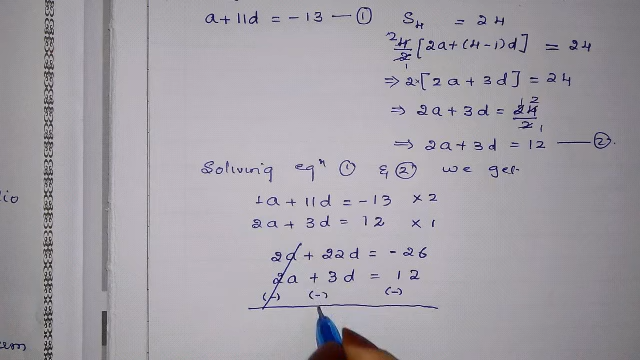 a + 11d = -13 — ①
S4 = 24
4/2 [2a + (4-1)d] = 24
⇒ 2 [2a + 3d] = 24
⇒ 2a + 3d = 24/2
⇒ 2a + 3d = 12 — ②
Solving eqn ① & ② we get
1a + 11d = -13 × 2
2a + 3d = 12 × 1
2a + 22d = -26
2a + 3d = 12
(-) (-) (-)